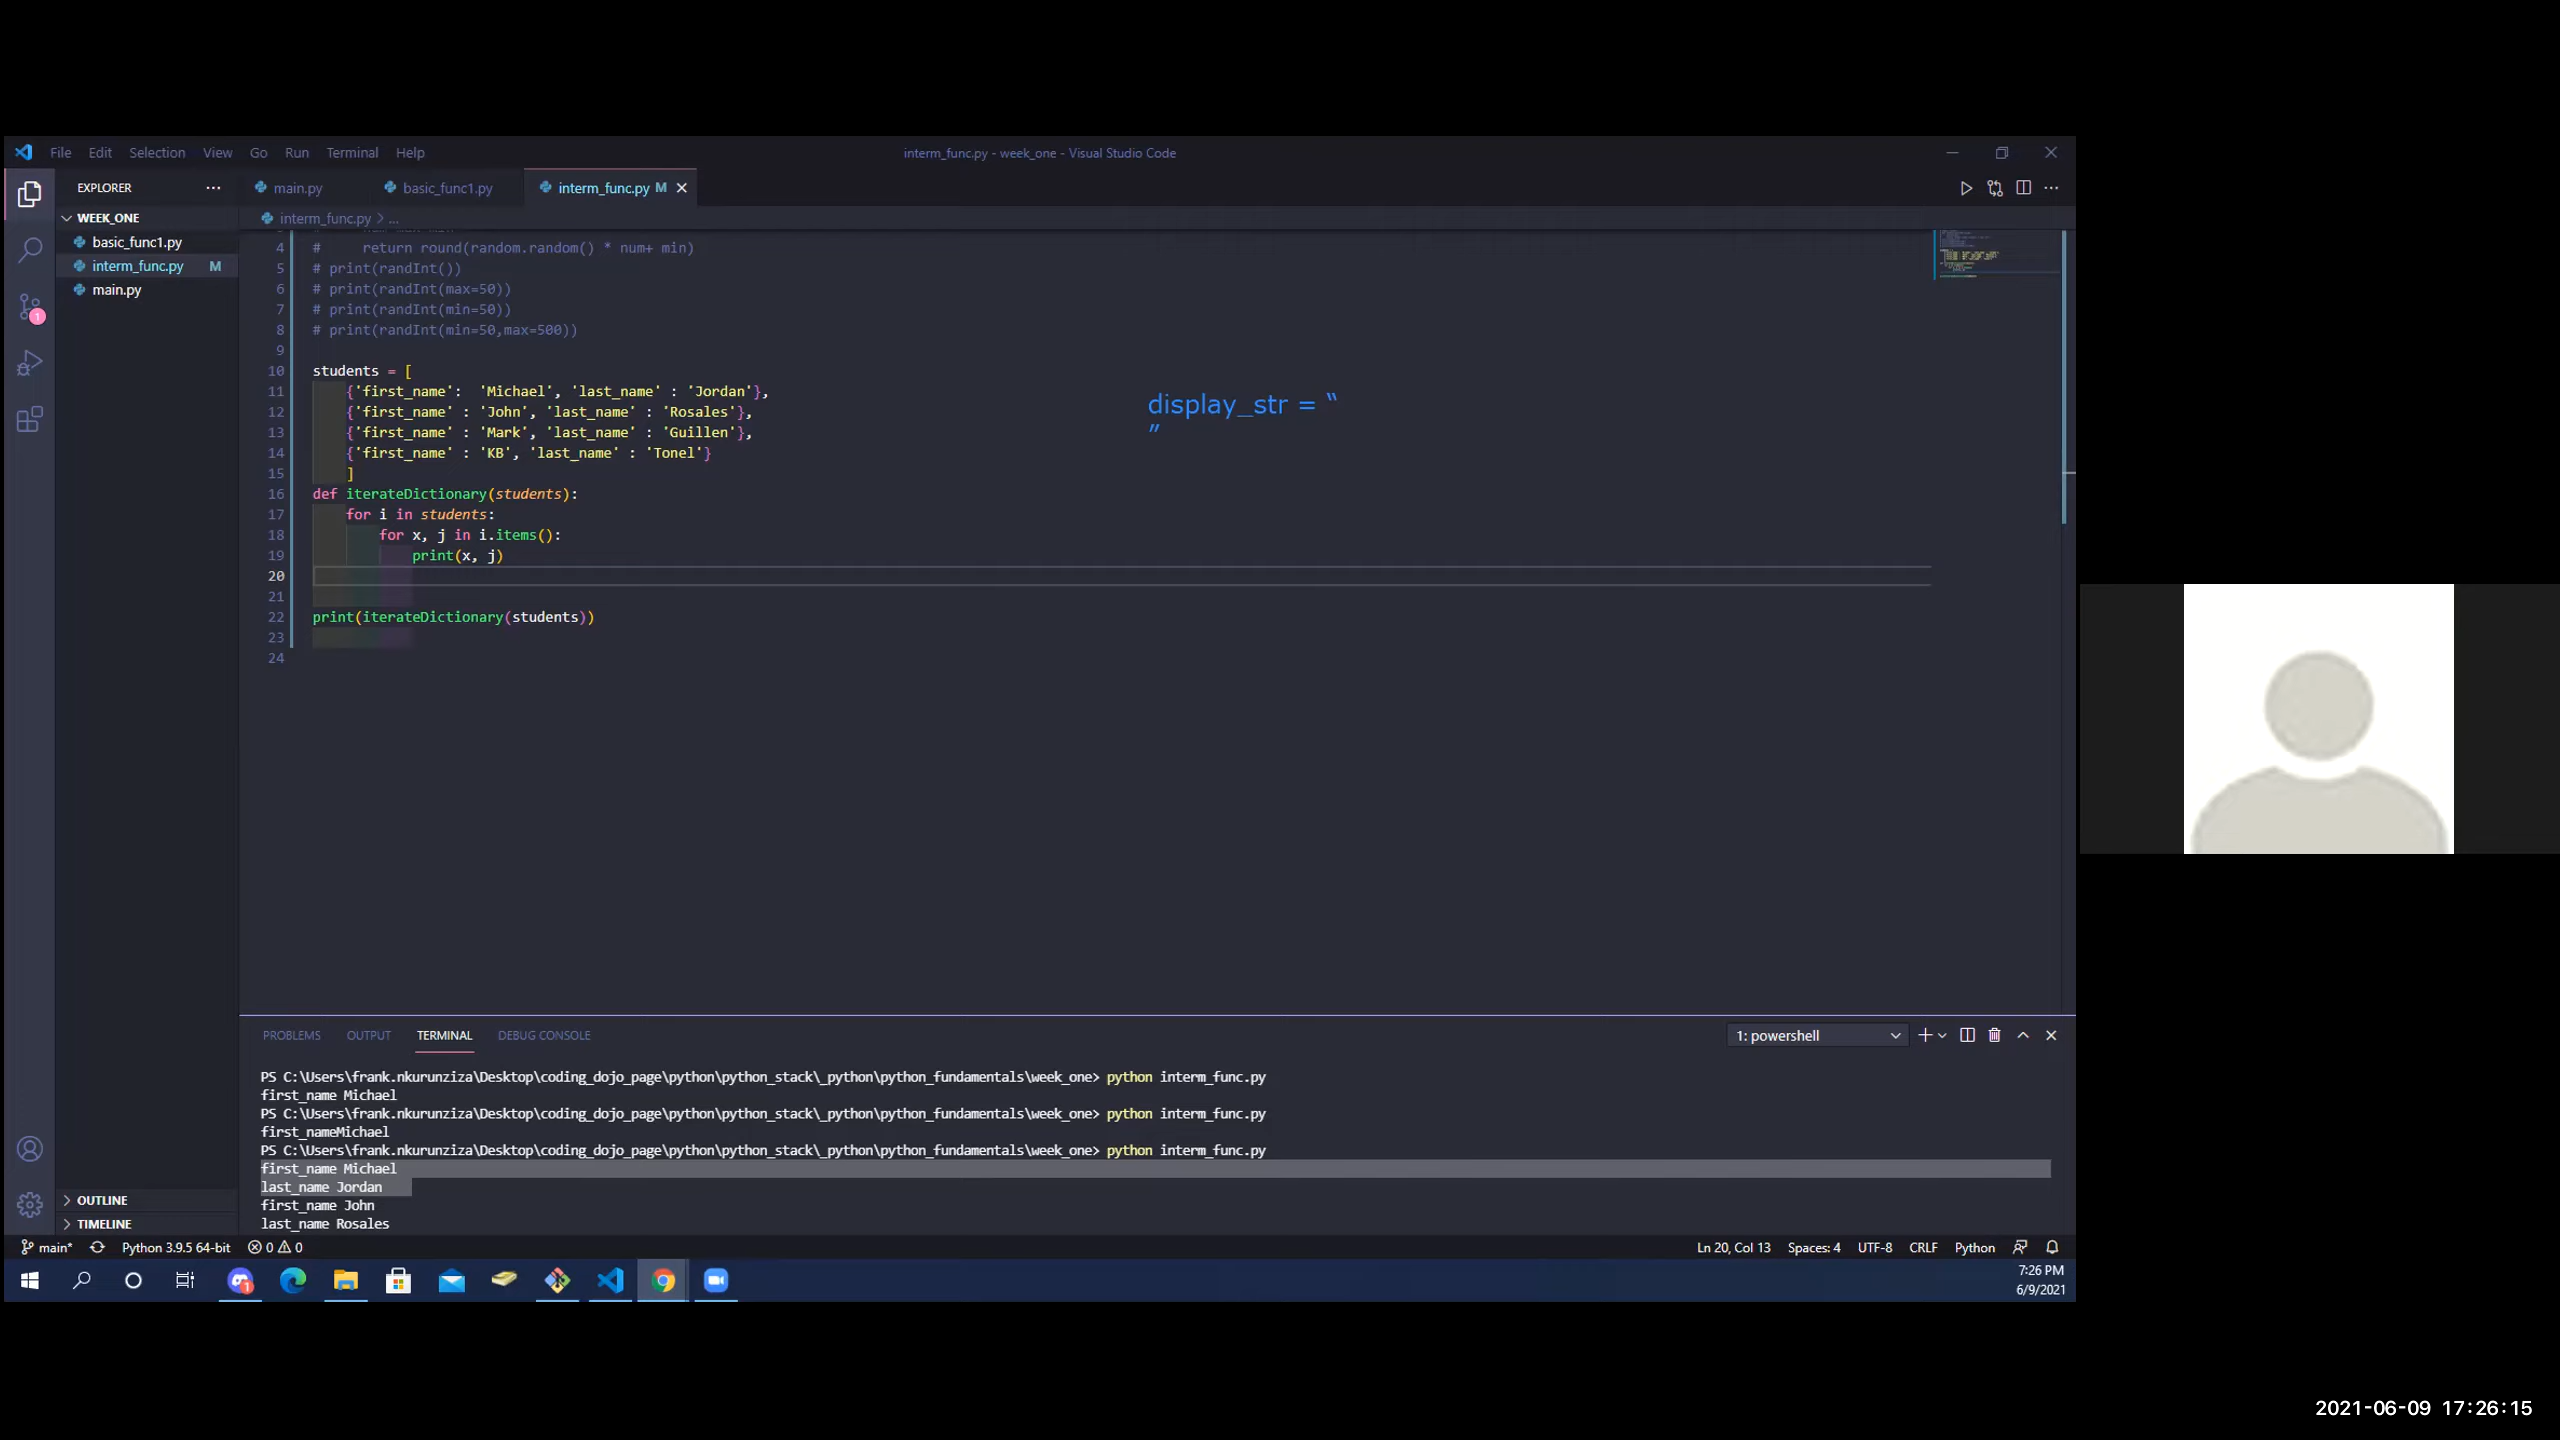 File Edit Selection View Go Run Terminal Help
interm_func.py - week_one - Visual Studio Code
EXPLORER
WEEK_ONE
basic_func1.py
interm_func.py M
main.py
OUTLINE
TIMELINE
main.py basic_func1.py interm_func.py M
interm_func.py > ...
4 #     return round(random.random() * num+ min)
5 # print(randInt())
6 # print(randInt(max=50))
7 # print(randInt(min=50))
8 # print(randInt(min=50,max=500))
9
10 students = [
11     {'first_name':  'Michael', 'last_name' : 'Jordan'},
12     {'first_name' : 'John', 'last_name' : 'Rosales'},
13     {'first_name' : 'Mark', 'last_name' : 'Guillen'},
14     {'first_name' : 'KB', 'last_name' : 'Tonel'}
15     ]
16 def iterateDictionary(students):
17     for i in students:
18         for x, j in i.items():
19             print(x, j)
20
21
22 print(iterateDictionary(students))
23
24
display_str = “
”
PROBLEMS OUTPUT TERMINAL DEBUG CONSOLE
1: powershell
PS C:\Users\frank.nkurunziza\Desktop\coding_dojo_page\python\python_stack\_python\python_fundamentals\week_one> python interm_func.py
first_name Michael
PS C:\Users\frank.nkurunziza\Desktop\coding_dojo_page\python\python_stack\_python\python_fundamentals\week_one> python interm_func.py
first_nameMichael
PS C:\Users\frank.nkurunziza\Desktop\coding_dojo_page\python\python_stack\_python\python_fundamentals\week_one> python interm_func.py
first_name Michael
last_name Jordan
first_name John
last_name Rosales
main* Python 3.9.5 64-bit 0 0
Ln 20, Col 13 Spaces: 4 UTF-8 CRLF Python
7:26 PM
6/9/2021
2021-06-09 17:26:15